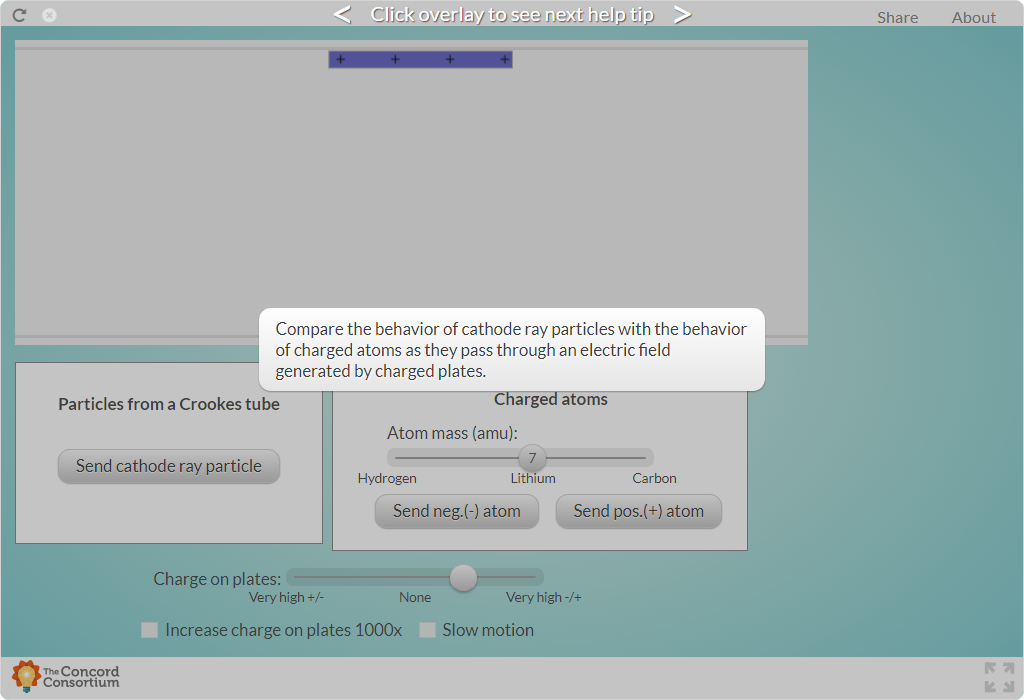 < Click overlay to see next help tip >
Share About
+ + + +
Compare the behavior of cathode ray particles with the behavior
of charged atoms as they pass through an electric field
generated by charged plates.
Particles from a Crookes tube
Send cathode ray particle
Charged atoms
Atom mass (amu):
7
Hydrogen Lithium Carbon
Send neg.(-) atom Send pos.(+) atom
Charge on plates:
Very high +/- None Very high -/+
Increase charge on plates 1000x Slow motion
The Concord
Consortium